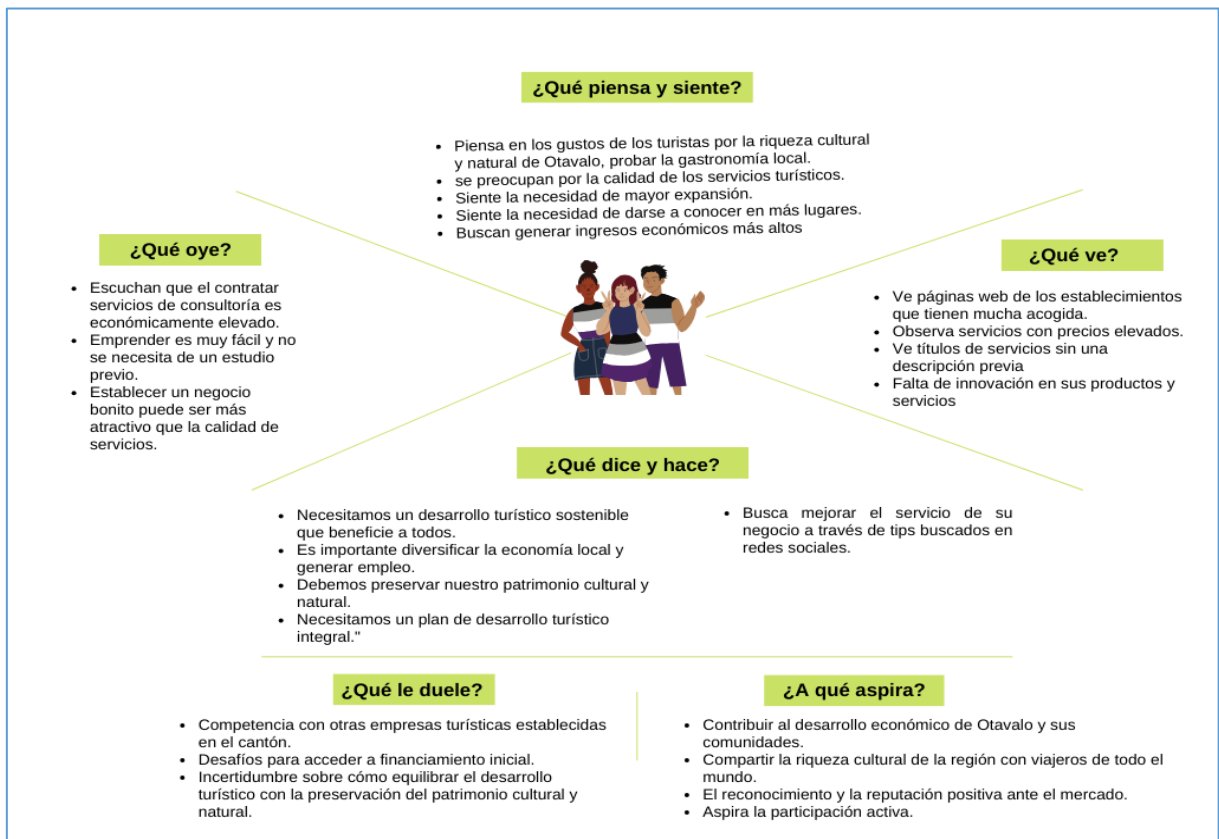 ¿Qué piensa y siente?
• Piensa en los gustos de los turistas por la riqueza cultural
y natural de Otavalo, probar la gastronomía local.
• se preocupan por la calidad de los servicios turísticos.
• Siente la necesidad de mayor expansión.
• Siente la necesidad de darse a conocer en más lugares.
• Buscan generar ingresos económicos más altos
¿Qué oye?
• Escuchan que el contratar
servicios de consultoría es
económicamente elevado.
• Emprender es muy fácil y no
se necesita de un estudio
previo.
• Establecer un negocio
bonito puede ser más
atractivo que la calidad de
servicios.
¿Qué ve?
• Ve páginas web de los establecimientos
que tienen mucha acogida.
• Observa servicios con precios elevados.
• Ve títulos de servicios sin una
descripción previa
• Falta de innovación en sus productos y
servicios
¿Qué dice y hace?
• Necesitamos un desarrollo turístico sostenible
que beneficie a todos.
• Es importante diversificar la economía local y
generar empleo.
• Debemos preservar nuestro patrimonio cultural y
natural.
• Necesitamos un plan de desarrollo turístico
integral."
• Busca mejorar el servicio de su
negocio a través de tips buscados en
redes sociales.
¿Qué le duele?
• Competencia con otras empresas turísticas establecidas
en el cantón.
• Desafíos para acceder a financiamiento inicial.
• Incertidumbre sobre cómo equilibrar el desarrollo
turístico con la preservación del patrimonio cultural y
natural.
¿A qué aspira?
• Contribuir al desarrollo económico de Otavalo y sus
comunidades.
• Compartir la riqueza cultural de la región con viajeros de todo el
mundo.
• El reconocimiento y la reputación positiva ante el mercado.
• Aspira la participación activa.